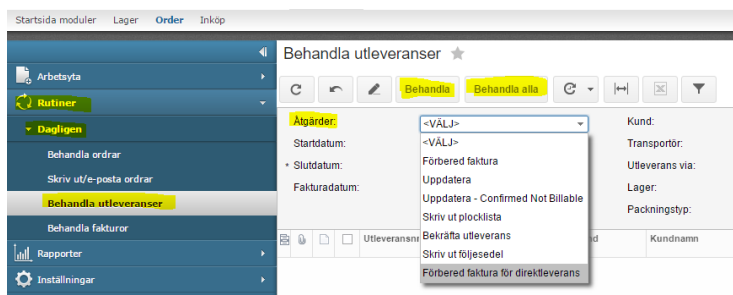 Startsida moduler Lager Order Inköp
Behandla utleveranser
Arbetsyta
Rutiner
Dagligen
Behandla ordrar
Skriv ut/e-posta ordrar
Behandla utleveranser
Behandla fakturor
Rapporter
Inställningar
Behandla Behandla alla
Åtgärder: <VÄLJ>
Startdatum:
* Slutdatum:
Fakturadatum:
<VÄLJ>
Förbered faktura
Uppdatera
Uppdatera - Confirmed Not Billable
Skriv ut plocklista
Bekräfta utleverans
Skriv ut följesedel
Förbered faktura för direktleverans
Kund:
Transportör:
Utleverans via:
Lager:
Packningstyp:
Kundnamn